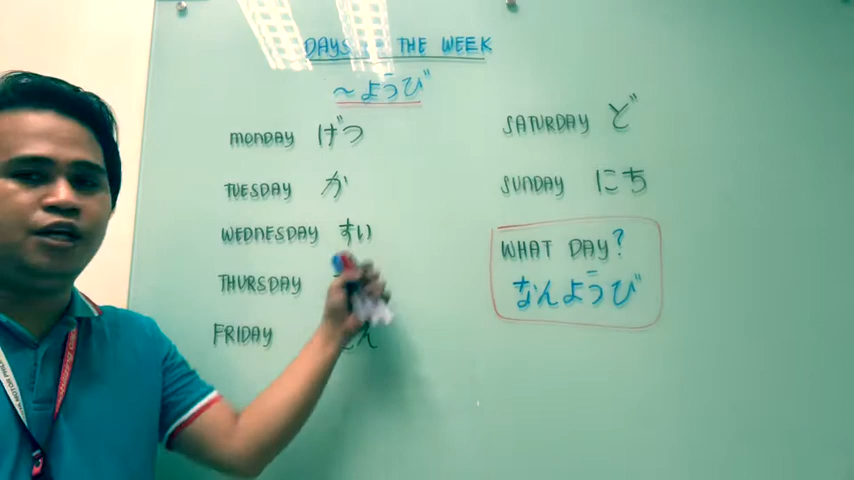 DAYS THE WEEK
~ようび
MONDAY げつ
TUESDAY か
WEDNESDAY すい
THURSDAY
FRIDAY ん
SATURDAY ど
SUNDAY にち
WHAT DAY?
なんようび